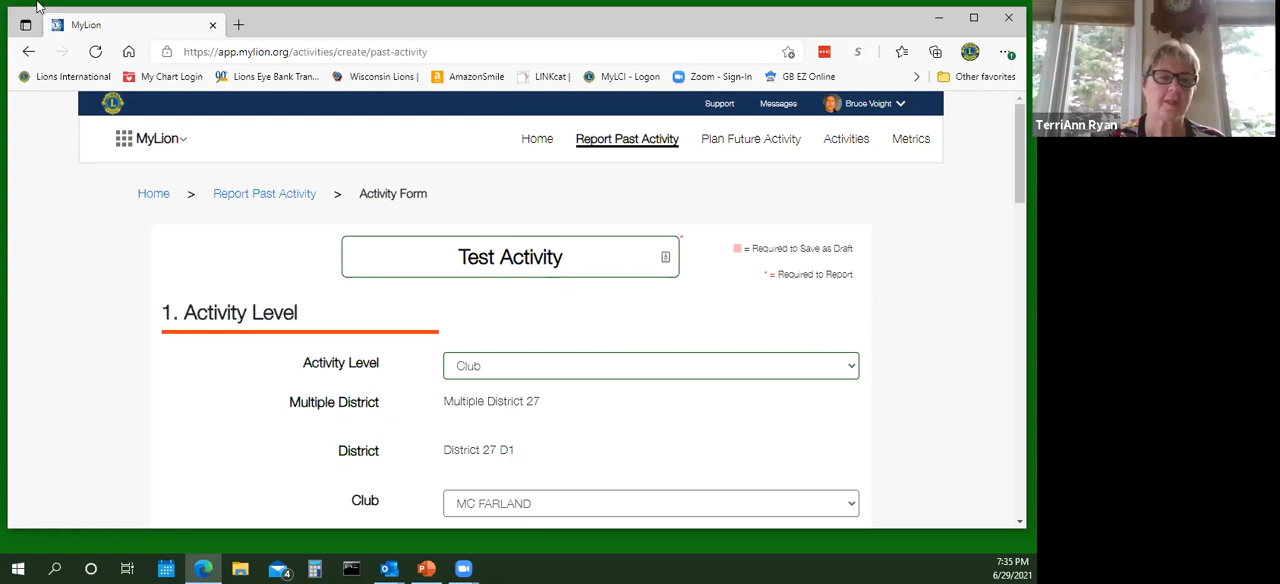 MyLion
https://app.mylion.org/activities/create/past-activity
Lions International
My Chart Login
Lions Eye Bank Tran...
Wisconsin Lions |
AmazonSmile
LINKcat |
MyLCI - Logon
Zoom - Sign-In
GB EZ Online
Other favorites
Support
Messages
Bruce Voight
MyLion
Home
Report Past Activity
Plan Future Activity
Activities
Metrics
Home > Report Past Activity > Activity Form
Test Activity *
= Required to Save as Draft
* = Required to Report
1. Activity Level
Activity Level
Club
Multiple District
Multiple District 27
District
District 27 D1
Club
MC FARLAND
TerriAnn Ryan
4
7:35 PM
6/29/2021